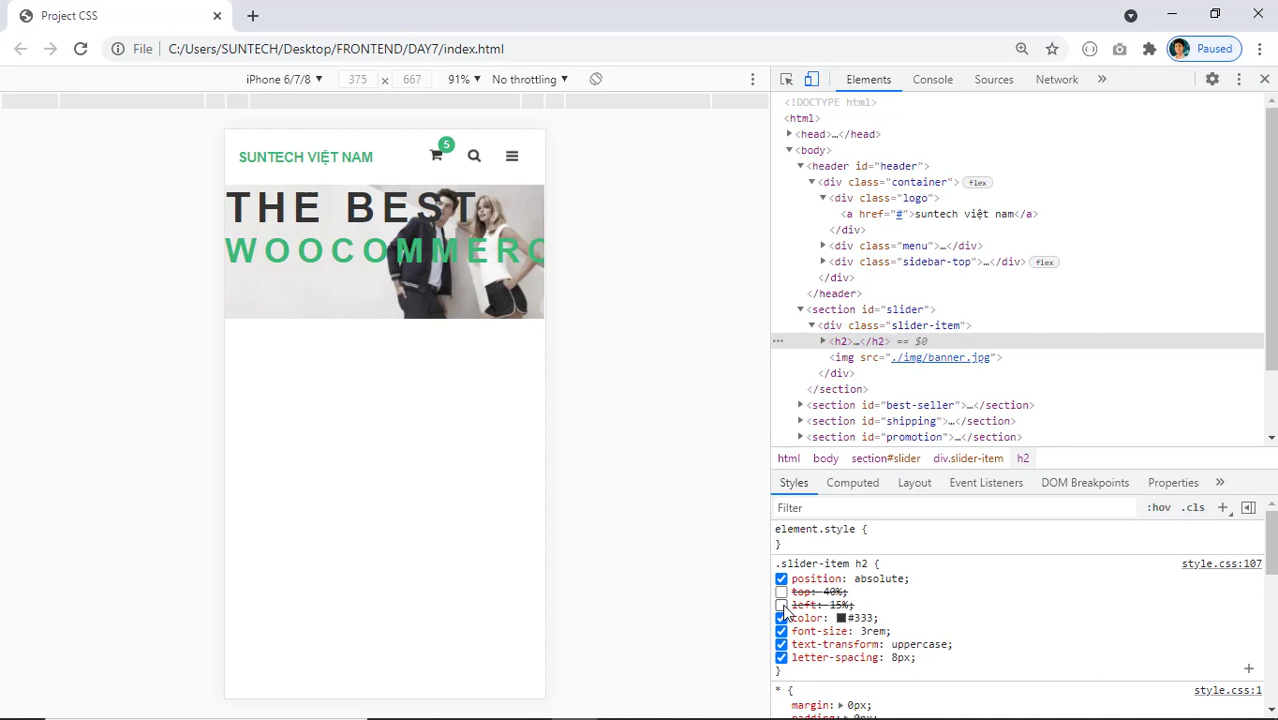 Project CSS
File C:/Users/SUNTECH/Desktop/FRONTEND/DAY7/index.html Paused
iPhone 6/7/8 375 × 667 91% No throttling
Elements Console Sources Network
SUNTECH VIỆT NAM 5
THE BEST
WOOCOMMERC
<!DOCTYPE html>
<html>
<head>…</head>
<body>
<header id="header">
<div class="container"> flex
<div class="logo">
<a href="#">suntech việt nam</a>
</div>
<div class="menu">…</div>
<div class="sidebar-top">…</div> flex
</div>
</header>
<section id="slider">
<div class="slider-item">
… <h2>…</h2> == $0
<img src="./img/banner.jpg">
</div>
</section>
<section id="best-seller">…</section>
<section id="shipping">…</section>
<section id="promotion">…</section>
html body section#slider div.slider-item h2
Styles Computed Layout Event Listeners DOM Breakpoints Properties
Filter :hov .cls
element.style {
}
.slider-item h2 { style.css:107
position: absolute;
top: 40%;
left: 15%;
color: #333;
font-size: 3rem;
text-transform: uppercase;
letter-spacing: 8px;
}
* { style.css:1
margin: 0px;
padding: 0px;